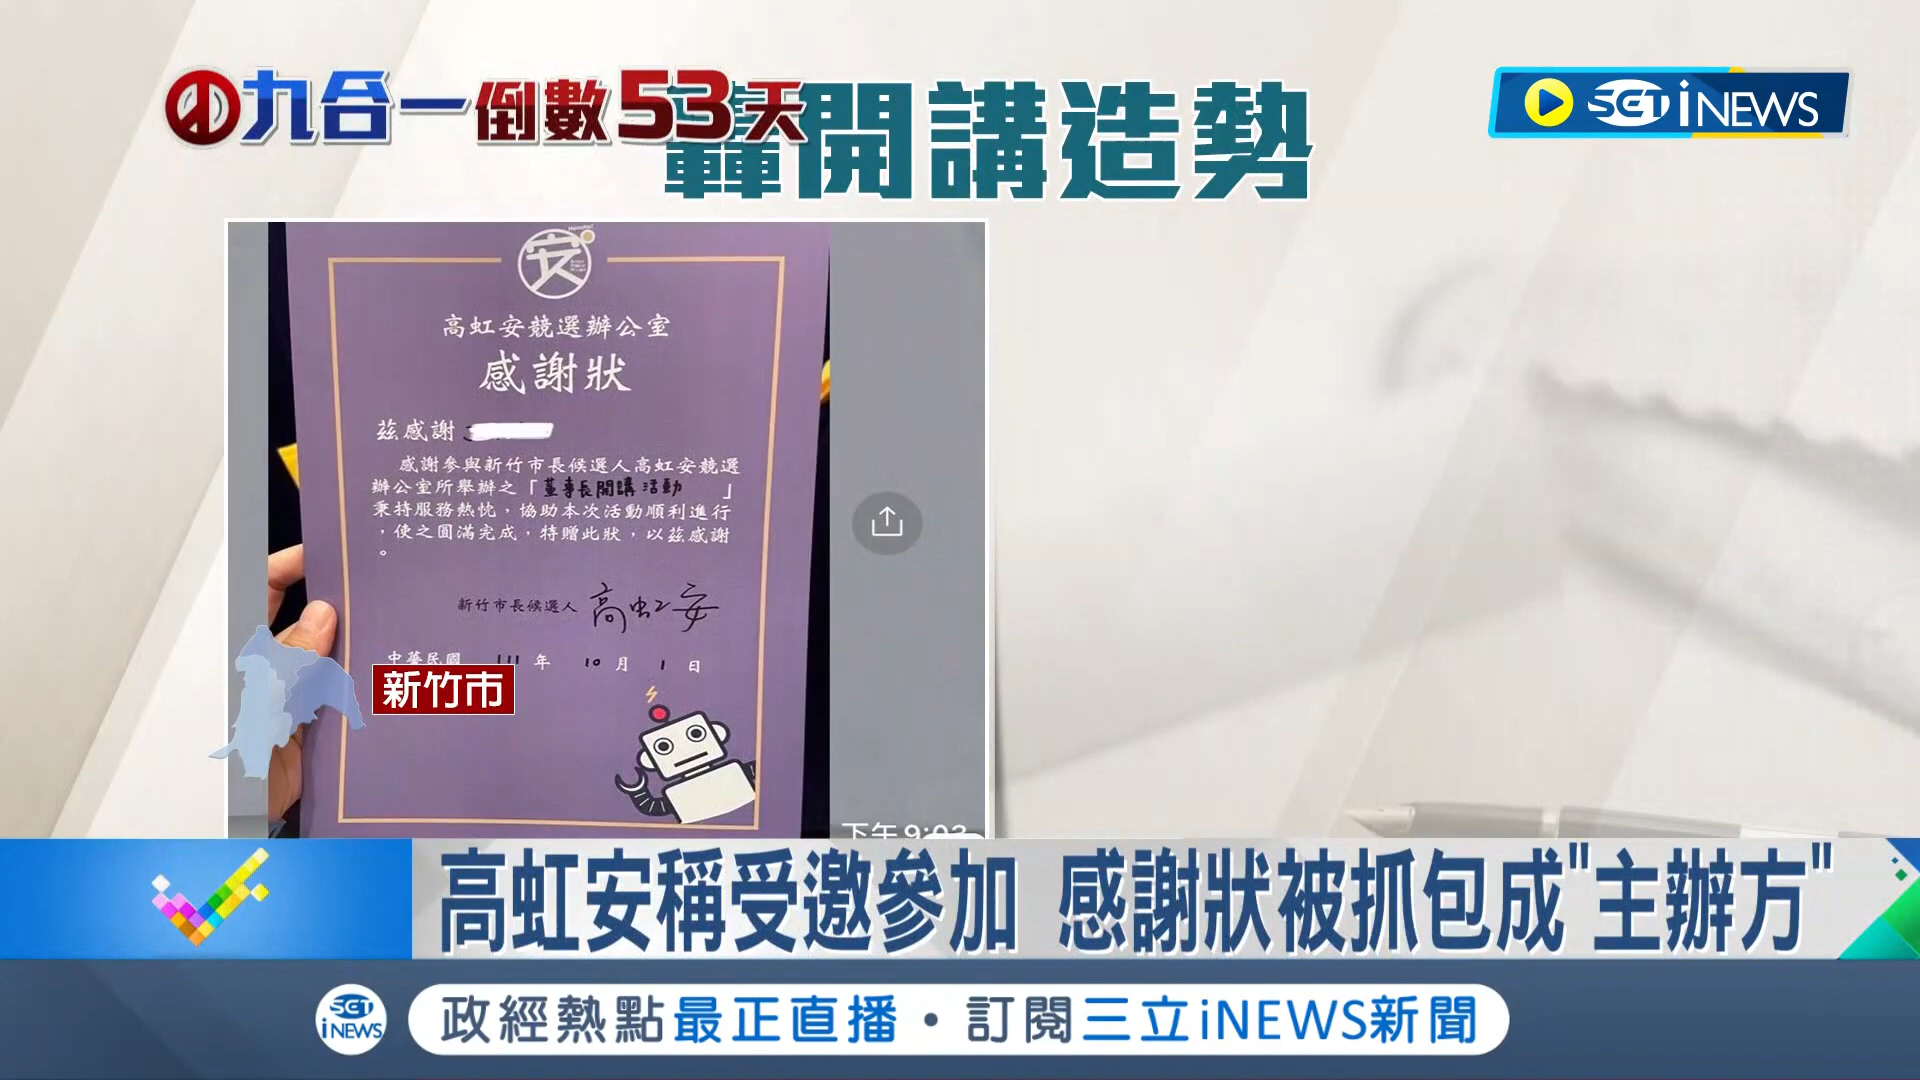 九合一倒數53天
轟開講造勢
SET iNEWS
安
高虹安競選辦公室
感謝狀
茲感謝
感謝參與新竹市長候選人高虹安競選
辦公室所舉辦之「董事長開講活動」
秉持服務熱忱，協助本次活動順利進行
，使之圓滿完成，特贈此狀，以茲感謝
。
新竹市長候選人 高虹安
中華民國 111 年 10 月 1 日
新竹市
下午9:03
高虹安稱受邀參加 感謝狀被抓包成"主辦方"
SET iNEWS
政經熱點最正直播・訂閱三立iNEWS新聞